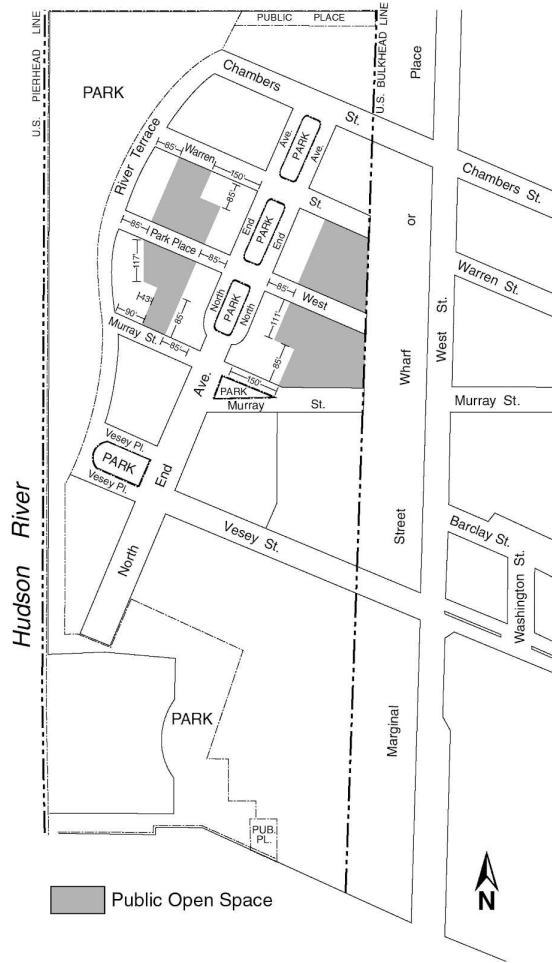 U.S. PIERHEAD LINE
PUBLIC PLACE
U.S. BULKHEAD LINE
Place
PARK
Chambers St.
Chambers St.
River Terrace
Ave. PARK Ave.
85'
Warren St.
150'
85'
Warren St.
85'
Park Place
85'
End PARK End
85'
West
or
West St.
117'
43'
85'
North PARK North
111'
85'
90'
Murray St.
85'
150'
Wharf
PARK
Murray St.
Murray St.
Ave.
Vesey Pl.
PARK
Vesey Pl.
End
Vesey St.
Street
Barclay St.
Washington St.
North
Hudson River
PARK
Marginal
PUB.
PL.
N
Public Open Space